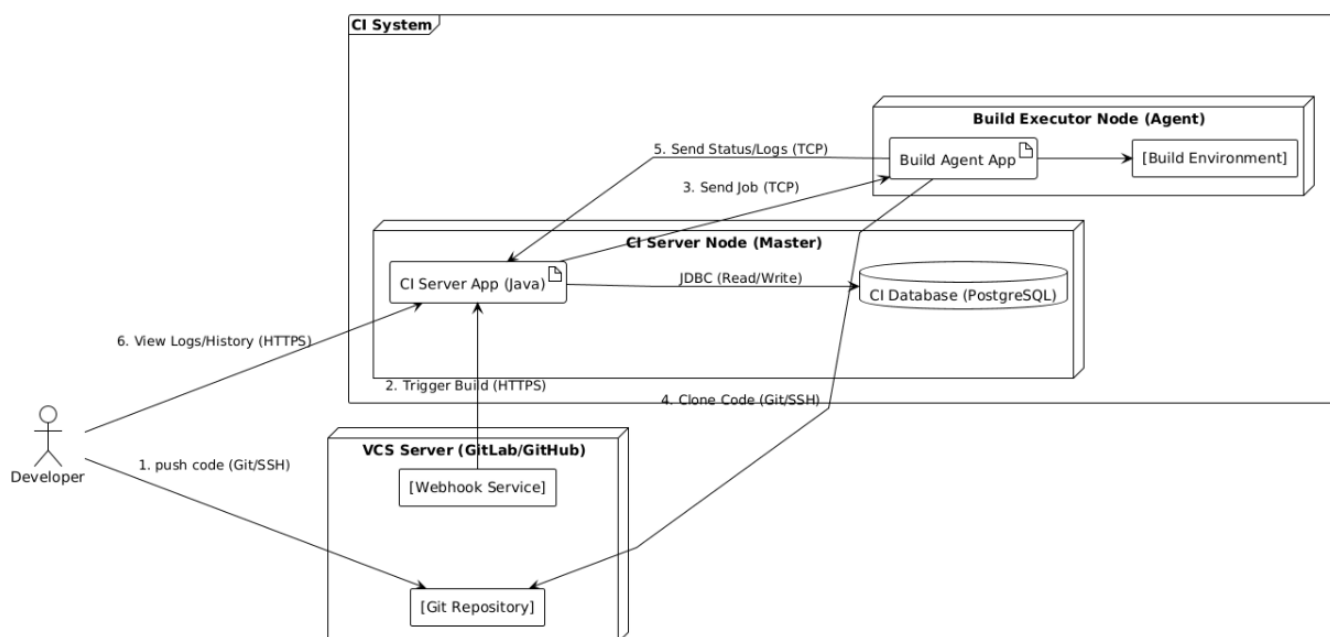 CI System
Build Executor Node (Agent)
Build Agent App
[Build Environment]
5. Send Status/Logs (TCP)
3. Send Job (TCP)
CI Server Node (Master)
CI Server App (Java)
JDBC (Read/Write)
CI Database (PostgreSQL)
6. View Logs/History (HTTPS)
2. Trigger Build (HTTPS)
4. Clone Code (Git/SSH)
Developer
1. push code (Git/SSH)
VCS Server (GitLab/GitHub)
[Webhook Service]
[Git Repository]